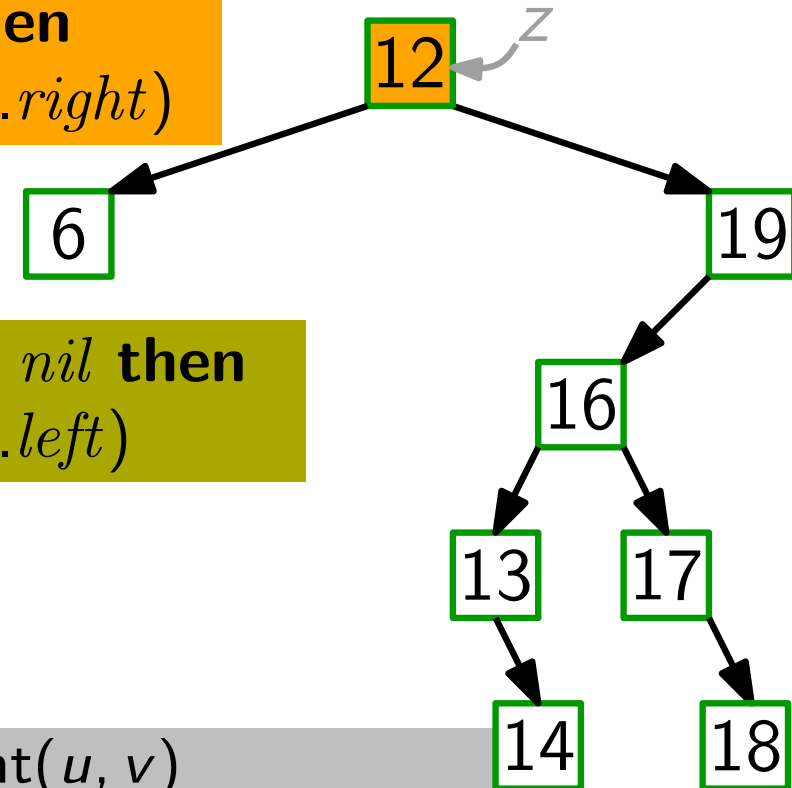 en
.right)
12
z
6
19
nil then
.left)
16
13
17
14
18
nt(u, v)